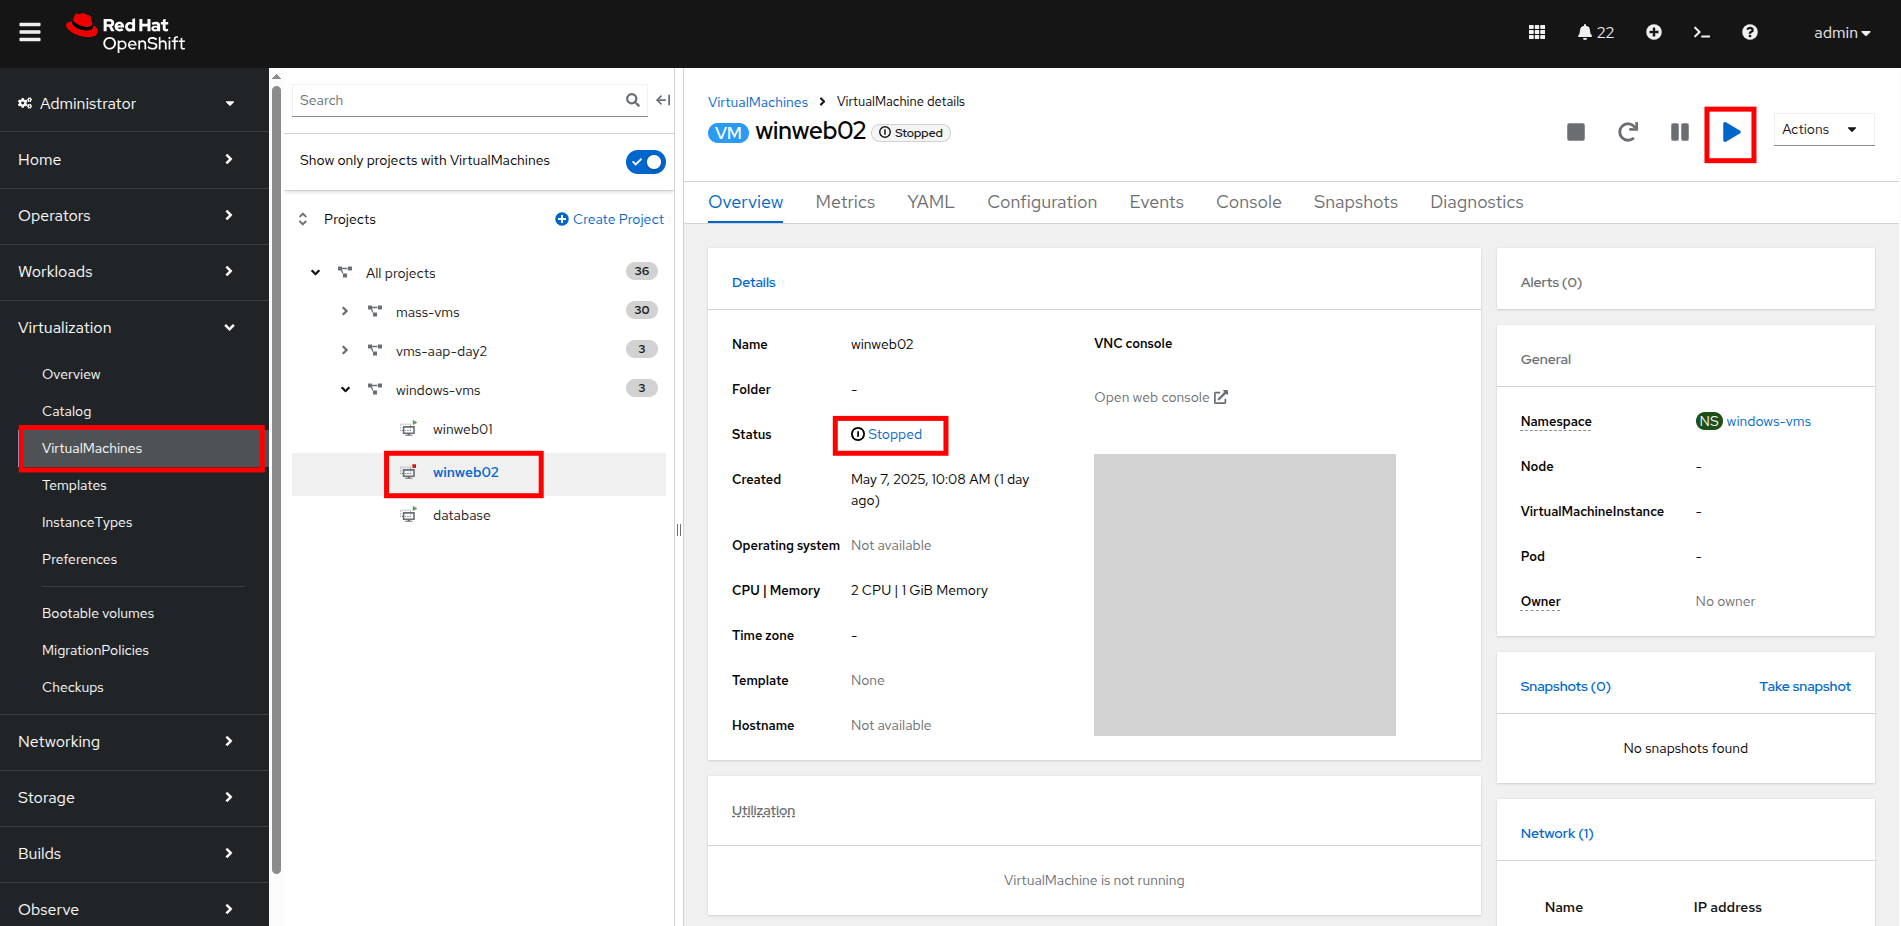 Red Hat
OpenShift
22
admin
Administrator
Home
Operators
Workloads
Virtualization
Overview
Catalog
VirtualMachines
Templates
InstanceTypes
Preferences
Bootable volumes
MigrationPolicies
Checkups
Networking
Storage
Builds
Observe
Search
Show only projects with VirtualMachines
Projects
Create Project
All projects 36
mass-vms 30
vms-aap-day2 3
windows-vms 3
winweb01
winweb02
database
VirtualMachines VirtualMachine details
VM winweb02 Stopped
Actions
Overview Metrics YAML Configuration Events Console Snapshots Diagnostics
Details
Name winweb02
Folder -
Status Stopped
Created May 7, 2025, 10:08 AM (1 day
ago)
Operating system Not available
CPU | Memory 2 CPU | 1 GiB Memory
Time zone -
Template None
Hostname Not available
VNC console
Open web console
Utilization
VirtualMachine is not running
Alerts (0)
General
Namespace NS windows-vms
Node -
VirtualMachineInstance -
Pod -
Owner No owner
Snapshots (0) Take snapshot
No snapshots found
Network (1)
Name IP address